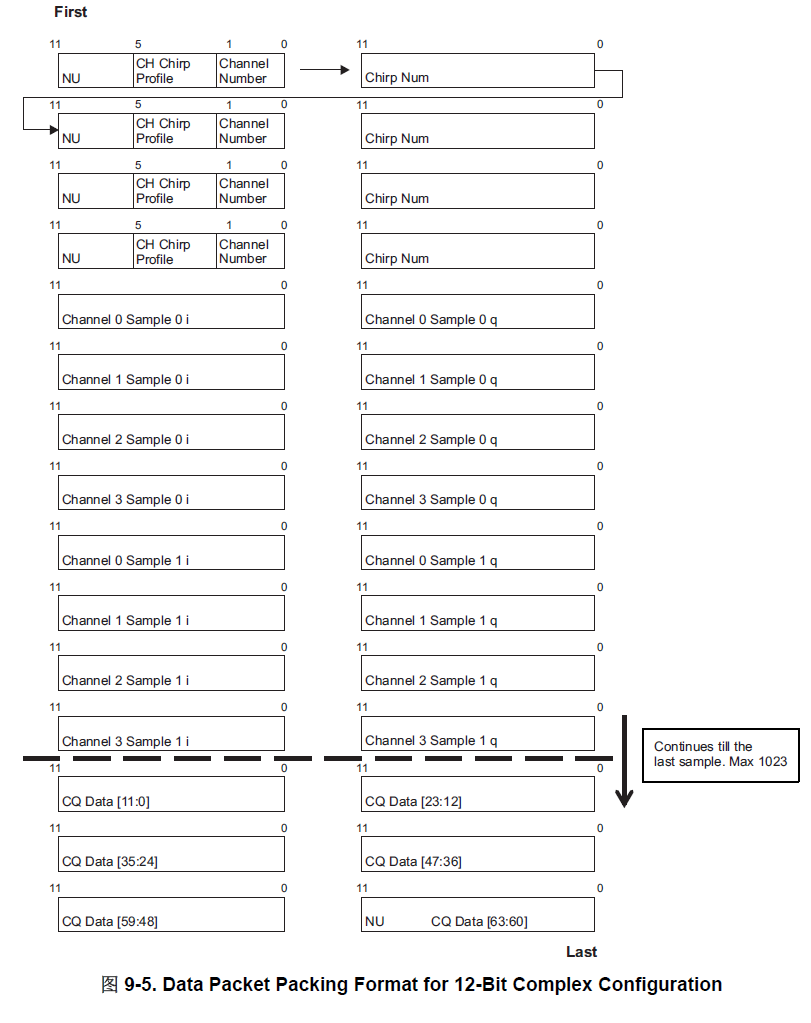 First
11 5 1 0 11 0
NU CH Chirp Profile Channel Number Chirp Num
11 5 1 0 11 0
NU CH Chirp Profile Channel Number Chirp Num
11 5 1 0 11 0
NU CH Chirp Profile Channel Number Chirp Num
11 5 1 0 11 0
NU CH Chirp Profile Channel Number Chirp Num
11 0 11 0
Channel 0 Sample 0 i Channel 0 Sample 0 q
11 0 11 0
Channel 1 Sample 0 i Channel 1 Sample 0 q
11 0 11 0
Channel 2 Sample 0 i Channel 2 Sample 0 q
11 0 11 0
Channel 3 Sample 0 i Channel 3 Sample 0 q
11 0 11 0
Channel 0 Sample 1 i Channel 0 Sample 1 q
11 0 11 0
Channel 1 Sample 1 i Channel 1 Sample 1 q
11 0 11 0
Channel 2 Sample 1 i Channel 2 Sample 1 q
11 0 11 0
Channel 3 Sample 1 i Channel 3 Sample 1 q
Continues till the
last sample. Max 1023
11 0 11 0
CQ Data [11:0] CQ Data [23:12]
11 0 11 0
CQ Data [35:24] CQ Data [47:36]
11 0 11 0
CQ Data [59:48] NU CQ Data [63:60]
Last
图 9-5. Data Packet Packing Format for 12-Bit Complex Configuration